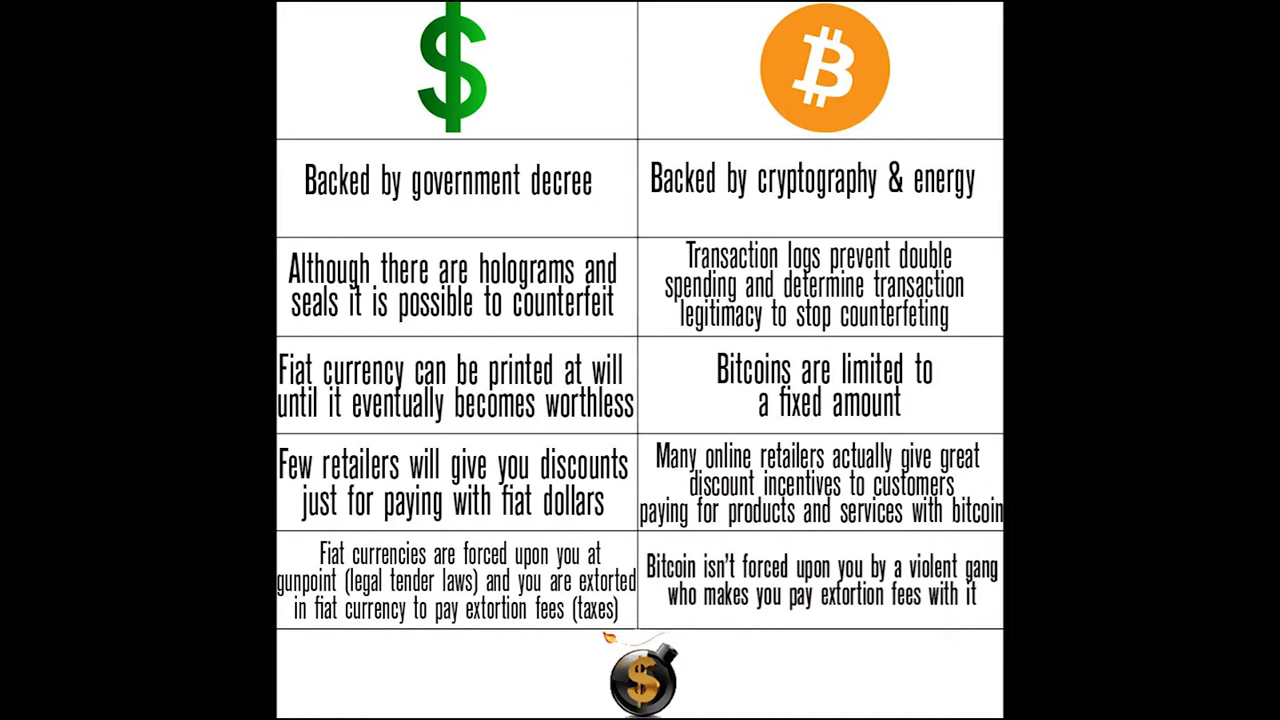 Backed by government decree
Backed by cryptography & energy
Although there are holograms and
seals it is possible to counterfeit
Transaction logs prevent double
spending and determine transaction
legitimacy to stop counterfeting
Fiat currency can be printed at will
until it eventually becomes worthless
Bitcoins are limited to
a fixed amount
Few retailers will give you discounts
just for paying with fiat dollars
Many online retailers actually give great
discount incentives to customers
paying for products and services with bitcoin
Fiat currencies are forced upon you at
gunpoint (legal tender laws) and you are extorted
in fiat currency to pay extortion fees (taxes)
Bitcoin isn't forced upon you by a violent gang
who makes you pay extortion fees with it